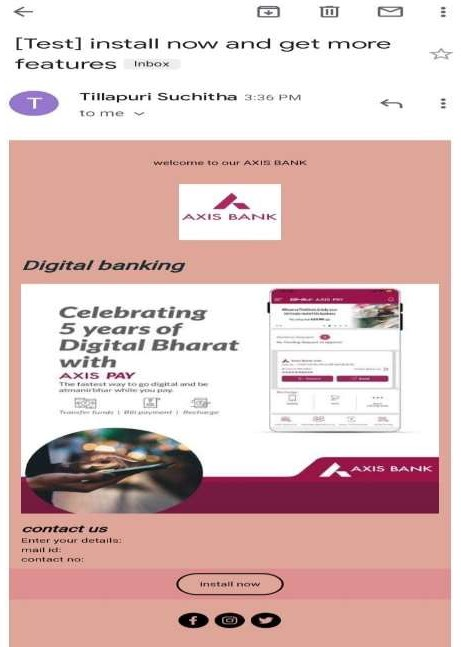 [Test] install now and get more
features Inbox
T
Tillapuri Suchitha 3:36 PM
to me
welcome to our AXIS BANK
AXIS BANK
Digital banking
Celebrating
5 years of
Digital Bharat
with
AXIS PAY
The fastest way to go digital and be
atmanirbhar while you pay.
Transfer funds | Bill payment | Recharge
AXIS PAY
AXIS BANK
contact us
Enter your details:
mail id:
contact no:
install now